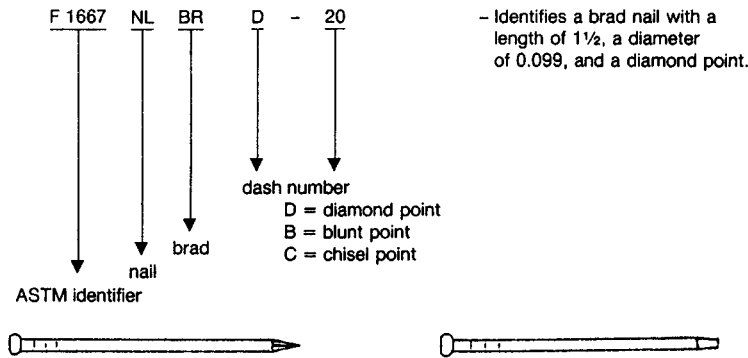 F 1667 NL BR D - 20
– Identifies a brad nail with a
length of 1½, a diameter
of 0.099, and a diamond point.
dash number
D = diamond point
B = blunt point
C = chisel point
brad
nail
ASTM identifier